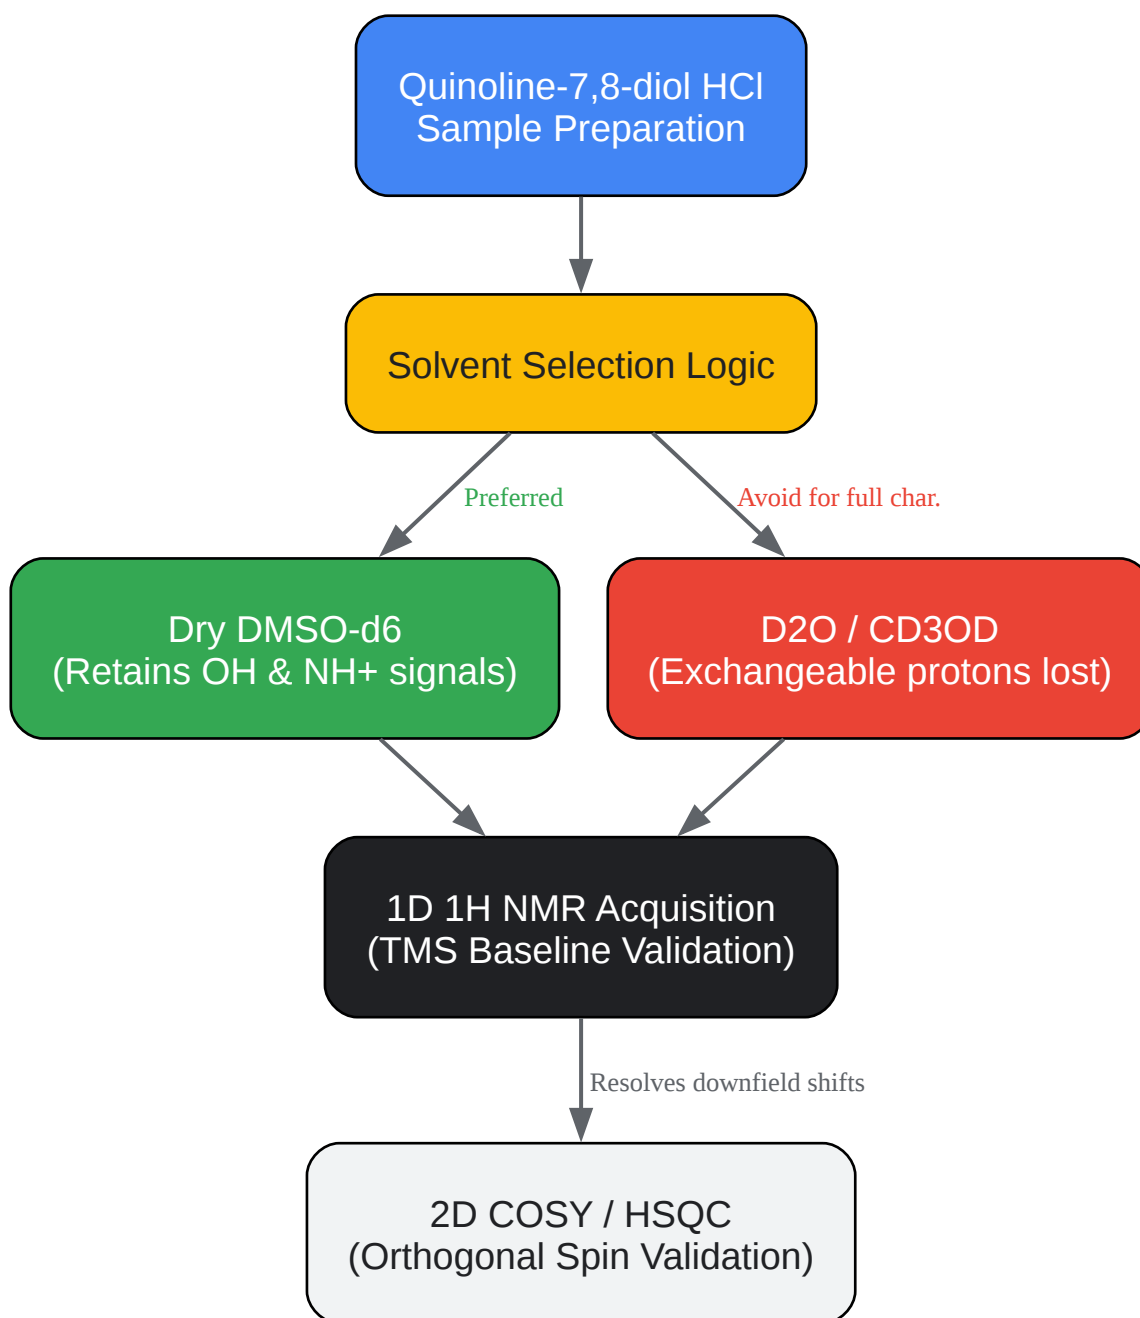 Quinoline-7,8-diol HCl
Sample Preparation
Solvent Selection Logic
Preferred
Avoid for full char.
Dry DMSO-d6
(Retains OH & NH+ signals)
D2O / CD3OD
(Exchangeable protons lost)
1D 1H NMR Acquisition
(TMS Baseline Validation)
Resolves downfield shifts
2D COSY / HSQC
(Orthogonal Spin Validation)